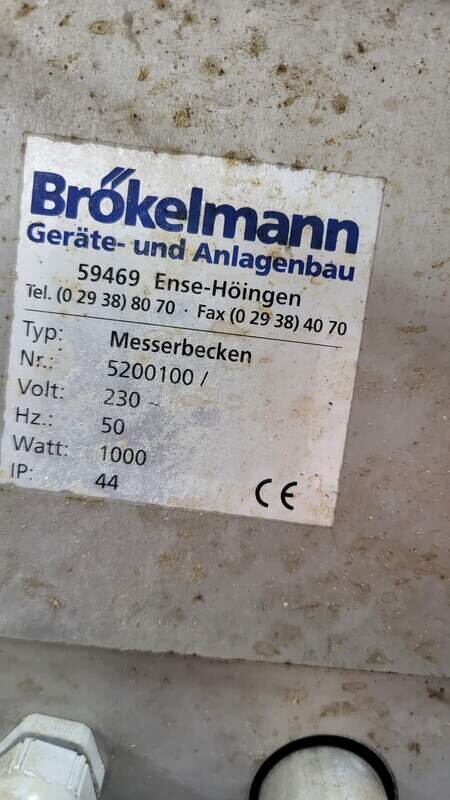 Brökelmann
Geräte- und Anlagenbau
59469 Ense-Höingen
Tel. (0 29 38) 80 70 · Fax (0 29 38) 40 70
Typ: Messerbecken
Nr.: 5200100 /
Volt: 230 ~
Hz.: 50
Watt: 1000
IP: 44
CE